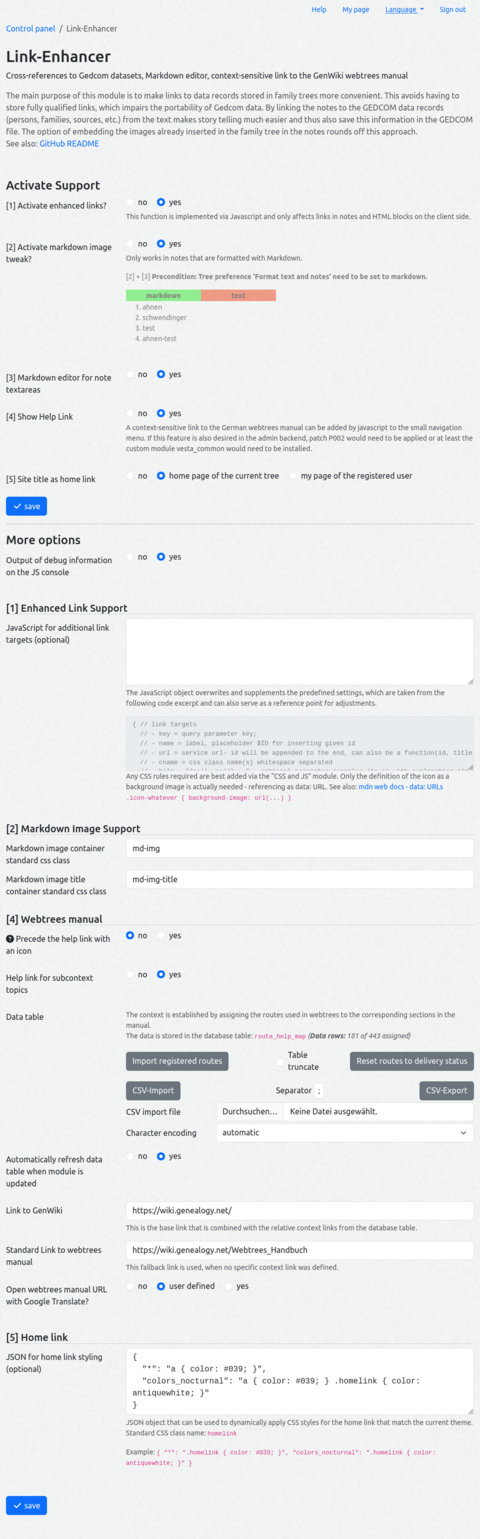 Help My page Language Sign out
Control panel / Link-Enhancer
Link-Enhancer
Cross-references to Gedcom datasets, Markdown editor, context-sensitive link to the GenWiki webtrees manual
The main purpose of this module is to make links to data records stored in family trees more convenient. This avoids having to
store fully qualified links, which impairs the portability of Gedcom data. By linking the notes to the GEDCOM data records
(persons, families, sources, etc.) from the text makes story telling much easier and thus also save this information in the GEDCOM
file. The option of embedding the images already inserted in the family tree in the notes rounds off this approach.
See also: GitHub README
Activate Support
[1] Activate enhanced links? no yes
This function is implemented via Javascript and only affects links in notes and HTML blocks on the client side.
[2] Activate markdown image
tweak?
no yes
Only works in notes that are formatted with Markdown.
[2] + [3] Precondition: Tree preference 'Format text and notes' need to be set to markdown.
markdown text
1. ahnen
2. schwendinger
3. test
4. ahnen-test
[3] Markdown editor for note
textareas
no yes
[4] Show Help Link no yes
A context-sensitive link to the German webtrees manual can be added by javascript to the small navigation
menu. If this feature is also desired in the admin backend, patch P002 would need to be applied or at least the
custom module vesta_common would need to be installed.
[5] Site title as home link no home page of the current tree my page of the registered user
save
More options
Output of debug information
on the JS console
no yes
[1] Enhanced Link Support
JavaScript for additional link
targets (optional)
The JavaScript object overwrites and supplements the predefined settings, which are taken from the
following code excerpt and can also serve as a reference point for adjustments.
{ // link targets
// - key = query parameter key;
// - name = label, placeholder $ID for inserting given id
// - url = service url- id will be appended to the end, can also be a function(id, title
// - cname = css class name(s) whitespace separated
Any CSS rules required are best added via the "CSS and JS" module. Only the definition of the icon as a
background image is actually needed - referencing as data: URL. See also: mdn web docs - data: URLs
.icon-whatever { background-image: url(...) }
[2] Markdown Image Support
Markdown image container
standard css class
md-img
Markdown image title
container standard css class
md-img-title
[4] Webtrees manual
Precede the help link with
an icon
no yes
Help link for subcontext
topics
no yes
Data table
The context is established by assigning the routes used in webtrees to the corresponding sections in the
manual.
The data is stored in the database table: route_help_map (Data rows: 181 of 443 assigned)
Import registered routes Table
truncate
Reset routes to delivery status
CSV-Import Separator ; CSV-Export
CSV import file Durchsuchen... Keine Datei ausgewählt.
Character encoding automatic
Automatically refresh data
table when module is
updated
no yes
Link to GenWiki https://wiki.genealogy.net/
This is the base link that is combined with the relative context links from the database table.
Standard Link to webtrees
manual
https://wiki.genealogy.net/Webtrees_Handbuch
This fallback link is used, when no specific context link was defined.
Open webtrees manual URL
with Google Translate?
no user defined yes
[5] Home link
JSON for home link styling
(optional)
{
"*": "a { color: #039; }",
"colors_nocturnal": "a { color: #039; } .homelink { color:
antiquewhite; }"
}
JSON object that can be used to dynamically apply CSS styles for the home link that match the current theme.
Standard CSS class name: homelink
Example: { "*": ".homelink { color: #039; }", "colors_nocturnal": ".homelink { color:
antiquewhite; }" }
save